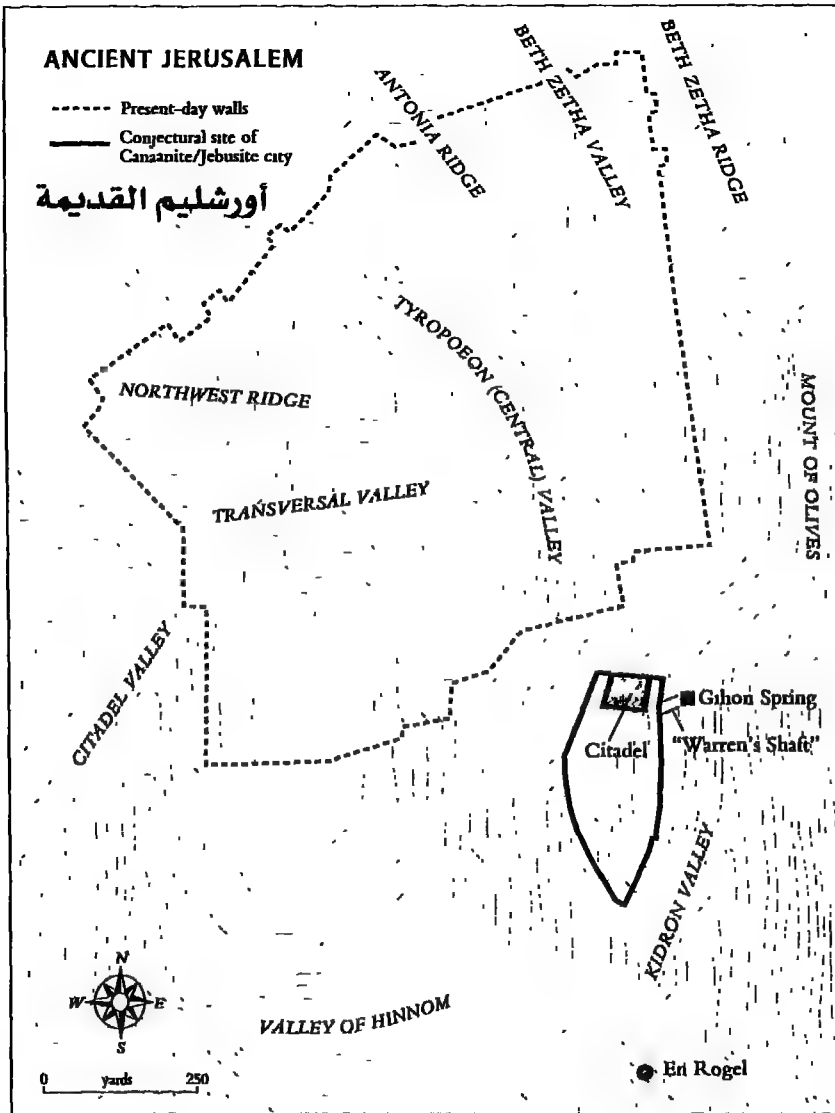 ANCIENT JERUSALEM
Present-day walls
Conjectural site of
Canaanite/Jebusite city
أورشليم القديمة
ANTONIA RIDGE
BETH ZETHA VALLEY
BETH ZETHA RIDGE
TYROPOEON (CENTRAL) VALLEY
NORTHWEST RIDGE
MOUNT OF OLIVES
TRANSVERSAL VALLEY
CITADEL VALLEY
Gihon Spring
Citadel
"Warren's Shaft"
KIDRON VALLEY
N
W
E
S
VALLEY OF HINNOM
0 yards 250
En Rogel